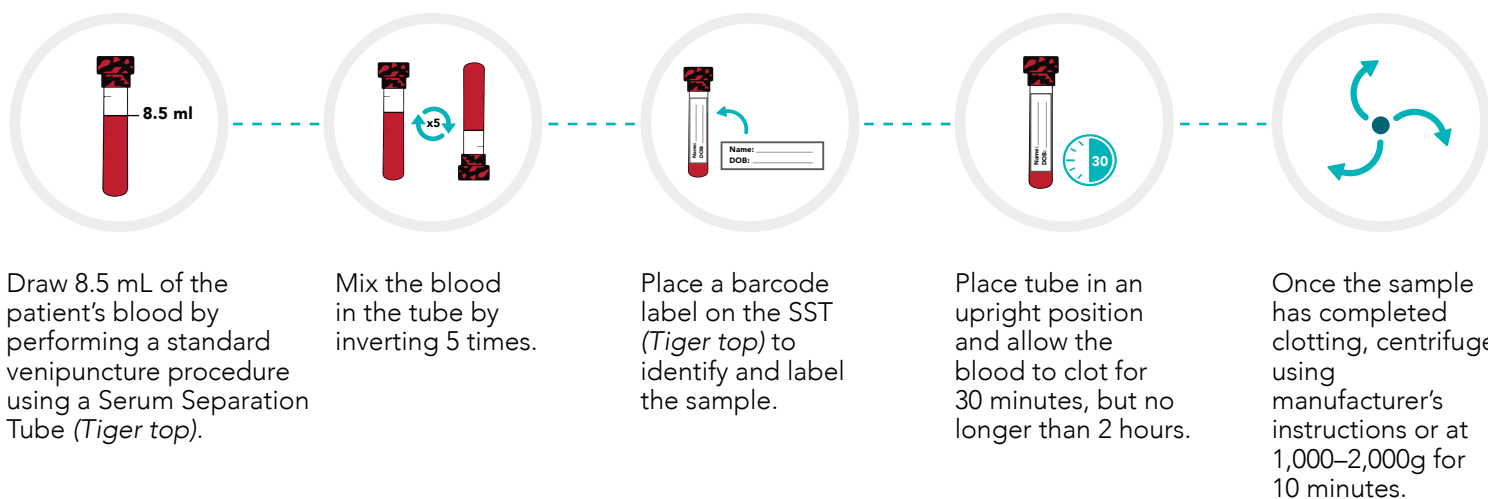 8.5 ml
x5
Name:
DOB:
Name:
DOB:
Name:
DOB:
30
Draw 8.5 mL of the
patient’s blood by
performing a standard
venipuncture procedure
using a Serum Separation
Tube (Tiger top).
Mix the blood
in the tube by
inverting 5 times.
Place a barcode
label on the SST
(Tiger top) to
identify and label
the sample.
Place tube in an
upright position
and allow the
blood to clot for
30 minutes, but no
longer than 2 hours.
Once the sample
has completed
clotting, centrifuge
using
manufacturer’s
instructions or at
1,000–2,000g for
10 minutes.